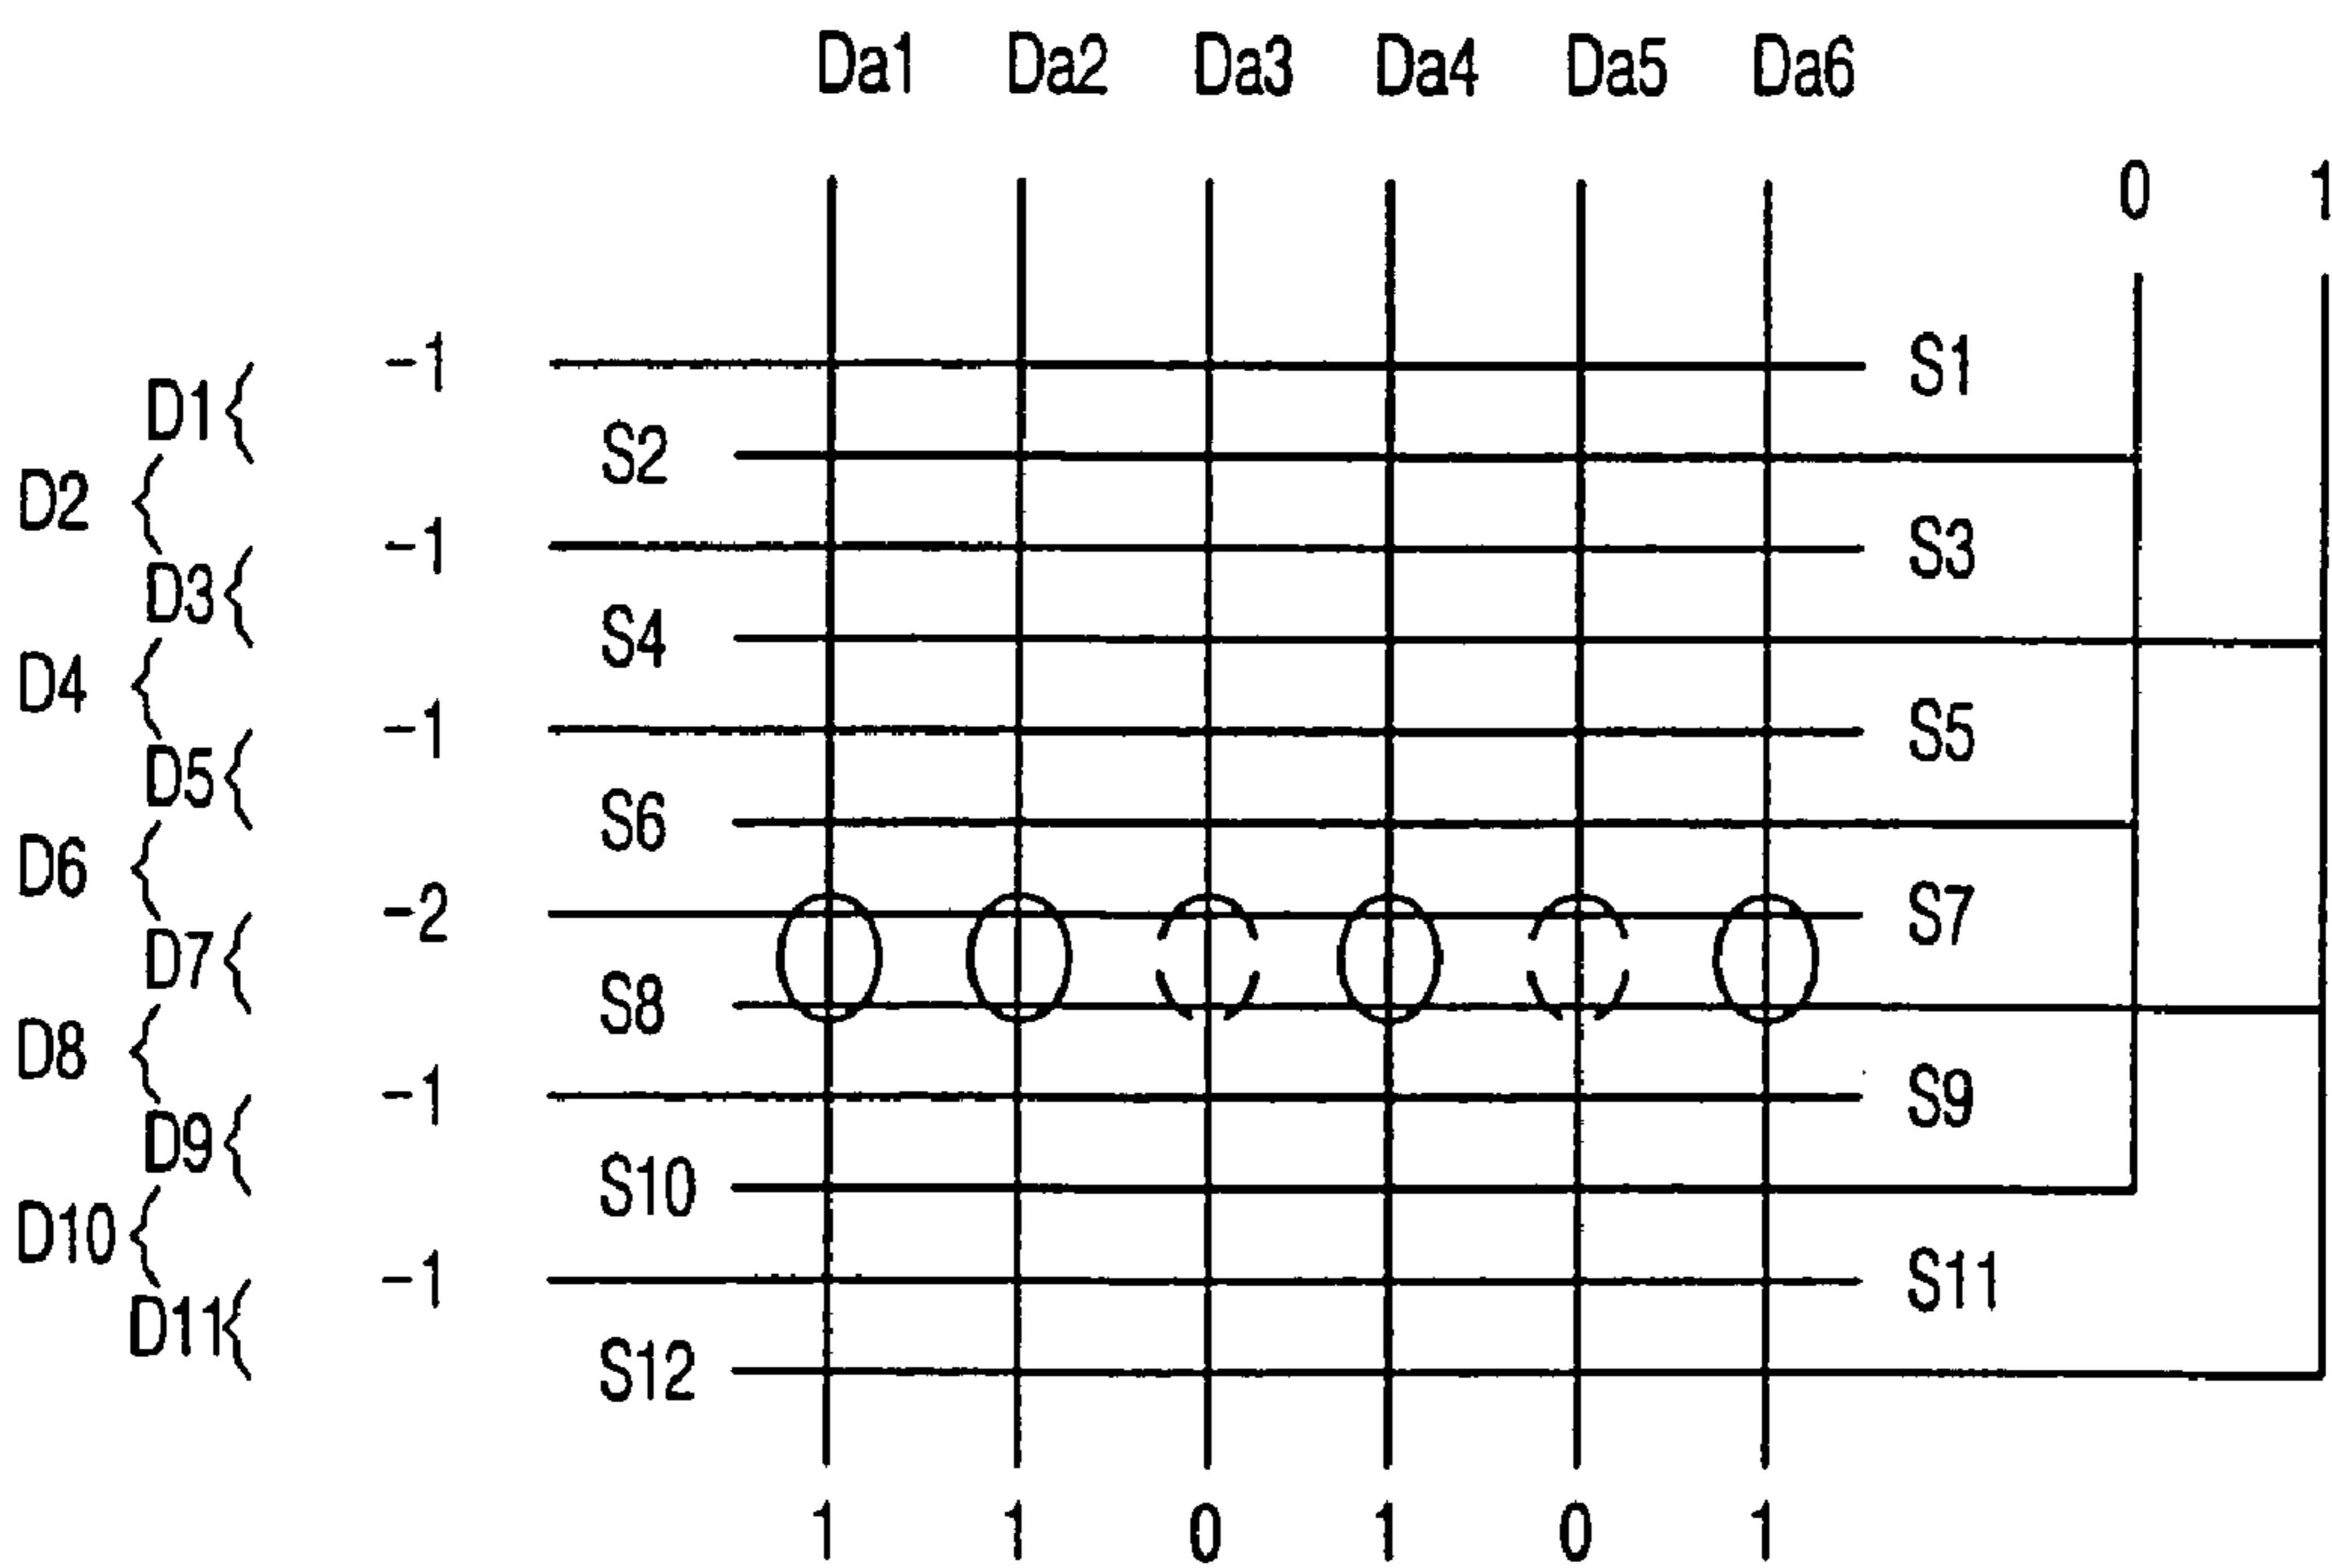 Da1 Da2 Da3 Da4 Da5 Da6
0 1
-1 S1
D1
S2
D2
-1 S3
D3
S4
D4
-1 S5
D5
S6
D6
-2 S7
D7
S8
D8
-1 S9
D9
S10
D10
-1 S11
D11
S12
1 1 0 1 0 1